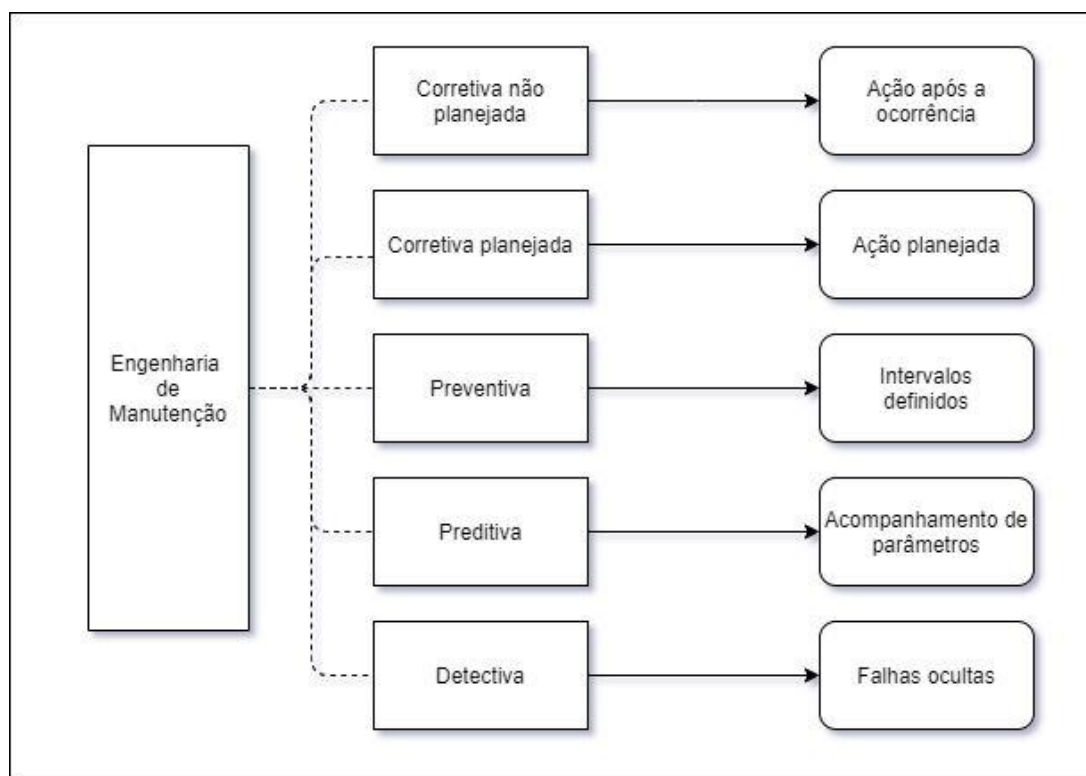 Engenharia
de
Manutenção
Corretiva não
planejada
Ação após a
ocorrência
Corretiva planejada
Ação planejada
Preventiva
Intervalos
definidos
Preditiva
Acompanhamento de
parâmetros
Detectiva
Falhas ocultas